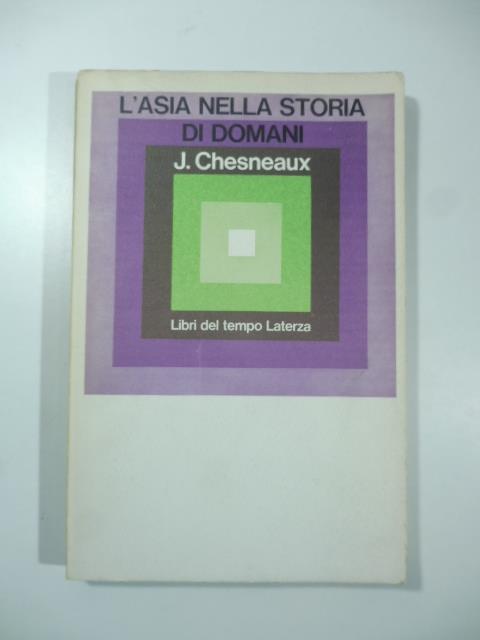 L'ASIA NELLA STORIA
DI DOMANI
J. Chesneaux
Libri del tempo Laterza